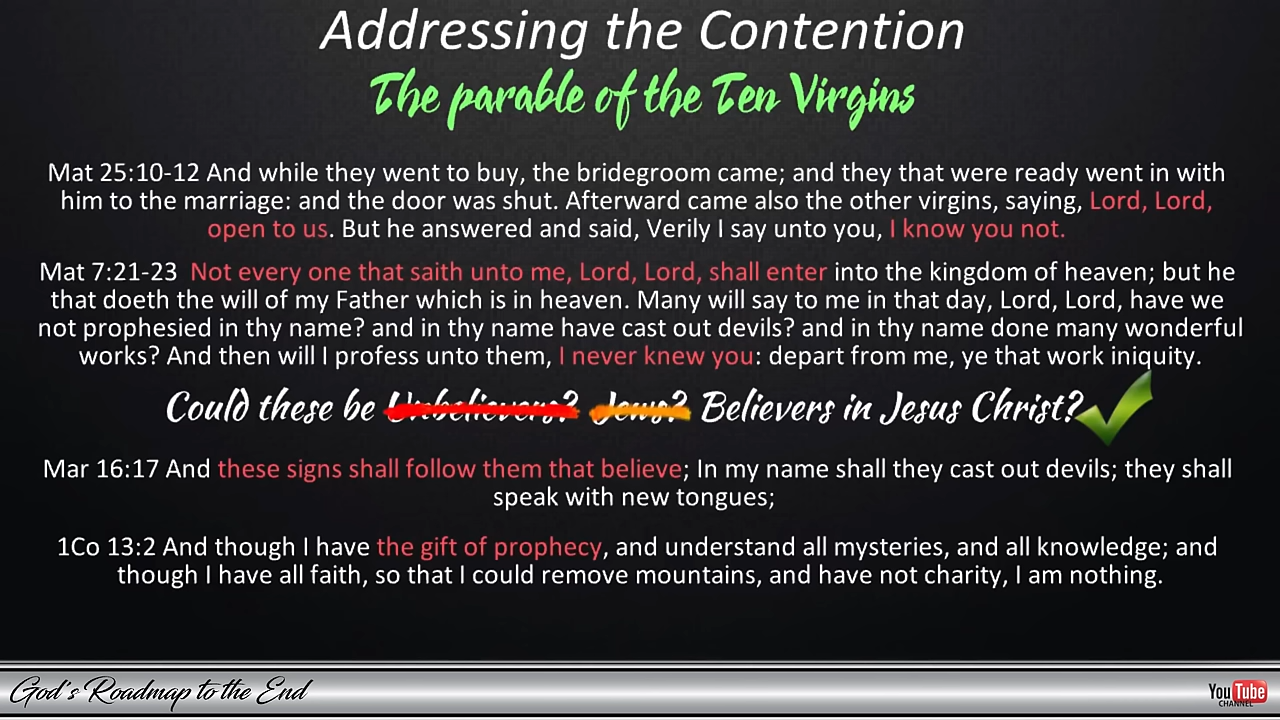 Addressing the Contention
The parable of the Ten Virgins
Mat 25:10-12 And while they went to buy, the bridegroom came; and they that were ready went in with
him to the marriage: and the door was shut. Afterward came also the other virgins, saying, Lord, Lord,
open to us. But he answered and said, Verily I say unto you, I know you not.
Mat 7:21-23 Not every one that saith unto me, Lord, Lord, shall enter into the kingdom of heaven; but he
that doeth the will of my Father which is in heaven. Many will say to me in that day, Lord, Lord, have we
not prophesied in thy name? and in thy name have cast out devils? and in thy name done many wonderful
works? And then will I profess unto them, I never knew you: depart from me, ye that work iniquity.
Could these be Unbelievers? Jews? Believers in Jesus Christ?
Mar 16:17 And these signs shall follow them that believe; In my name shall they cast out devils; they shall
speak with new tongues;
1Co 13:2 And though I have the gift of prophecy, and understand all mysteries, and all knowledge; and
though I have all faith, so that I could remove mountains, and have not charity, I am nothing.
God's Roadmap to the End
YouTube
CHANNEL